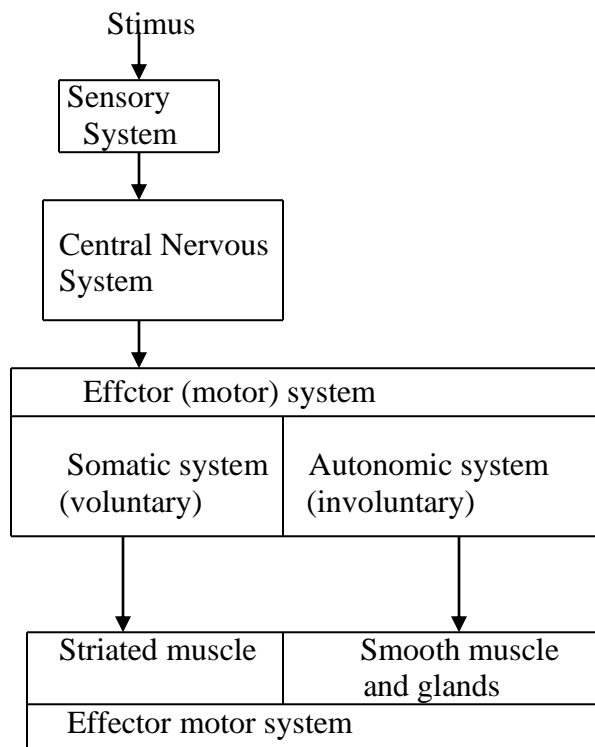 Stimus
Sensory
System
Central Nervous
System
Effctor (motor) system
Somatic system
(voluntary)
Autonomic system
(involuntary)
Striated muscle
Smooth muscle
and glands
Effector motor system